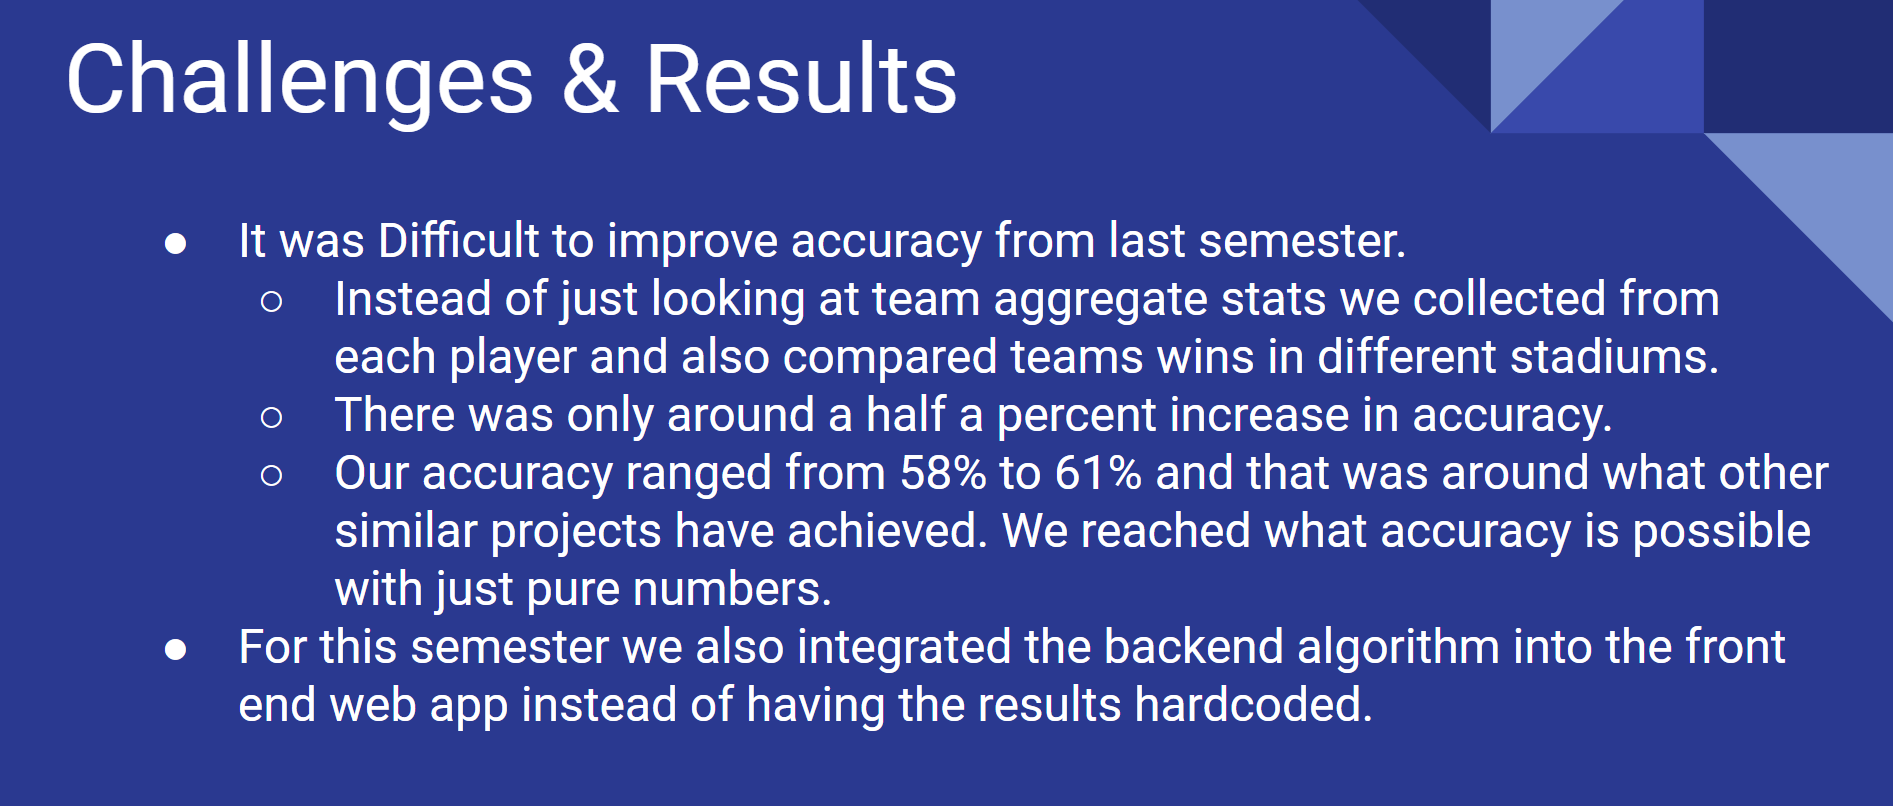 Challenges & Results
● It was Difficult to improve accuracy from last semester.
○ Instead of just looking at team aggregate stats we collected from
each player and also compared teams wins in different stadiums.
○ There was only around a half a percent increase in accuracy.
○ Our accuracy ranged from 58% to 61% and that was around what other
similar projects have achieved. We reached what accuracy is possible
with just pure numbers.
● For this semester we also integrated the backend algorithm into the front
end web app instead of having the results hardcoded.